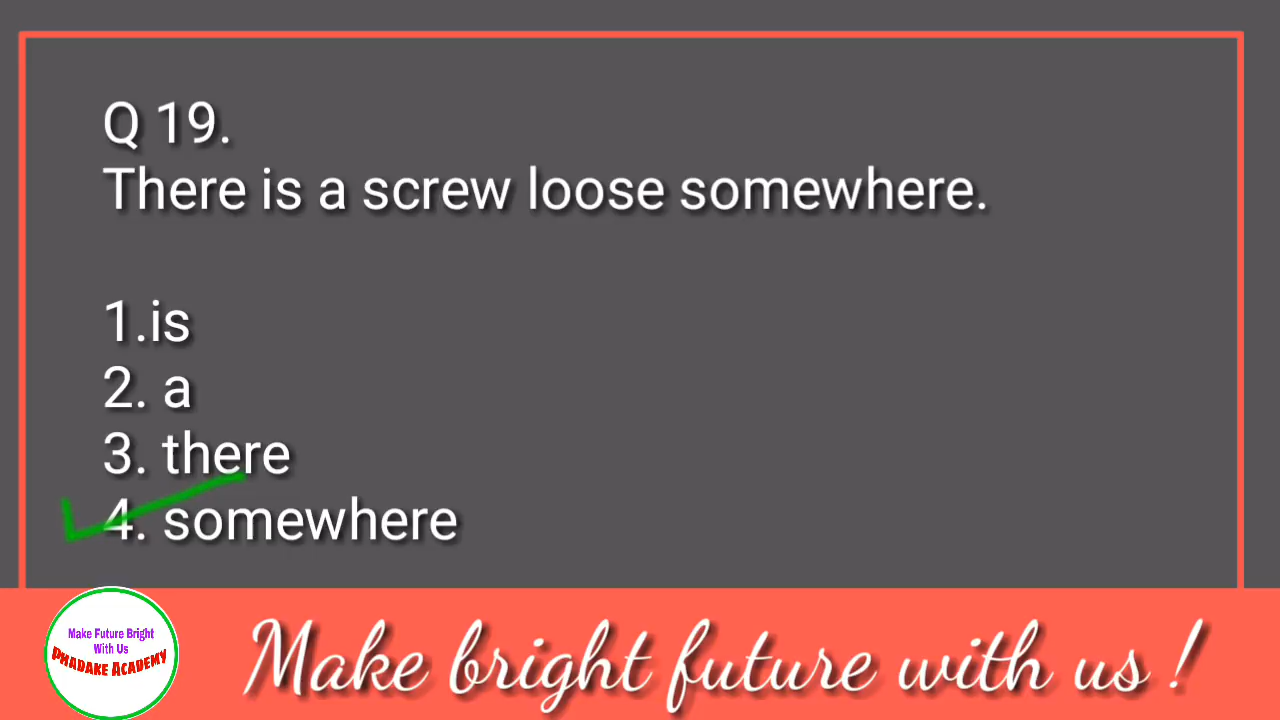 Q 19.
There is a screw loose somewhere.
1.is
2. a
3. there
4. somewhere
Make Future Bright
With Us
PHADAKE ACADEMY
Make bright future with us !